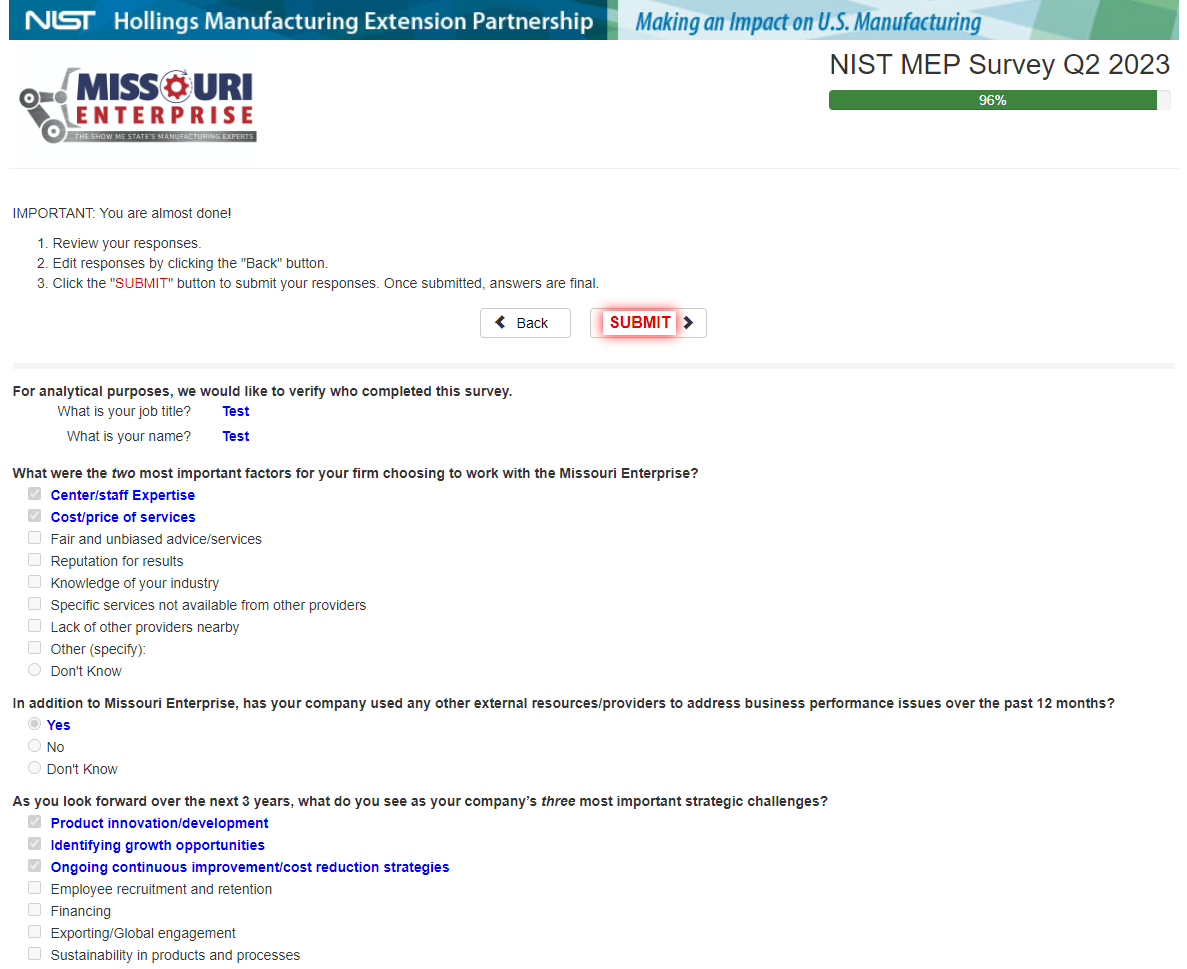 NIST Hollings Manufacturing Extension Partnership Making an Impact on U.S. Manufacturing
MISSOURI
ENTERPRISE
THE SHOW ME STATE'S MANUFACTURING EXPERTS
NIST MEP Survey Q2 2023
96%
IMPORTANT: You are almost done!
1. Review your responses.
2. Edit responses by clicking the "Back" button.
3. Click the "SUBMIT" button to submit your responses. Once submitted, answers are final.
Back SUBMIT
For analytical purposes, we would like to verify who completed this survey.
What is your job title? Test
What is your name? Test
What were the two most important factors for your firm choosing to work with the Missouri Enterprise?
Center/staff Expertise
Cost/price of services
Fair and unbiased advice/services
Reputation for results
Knowledge of your industry
Specific services not available from other providers
Lack of other providers nearby
Other (specify):
Don't Know
In addition to Missouri Enterprise, has your company used any other external resources/providers to address business performance issues over the past 12 months?
Yes
No
Don't Know
As you look forward over the next 3 years, what do you see as your company's three most important strategic challenges?
Product innovation/development
Identifying growth opportunities
Ongoing continuous improvement/cost reduction strategies
Employee recruitment and retention
Financing
Exporting/Global engagement
Sustainability in products and processes